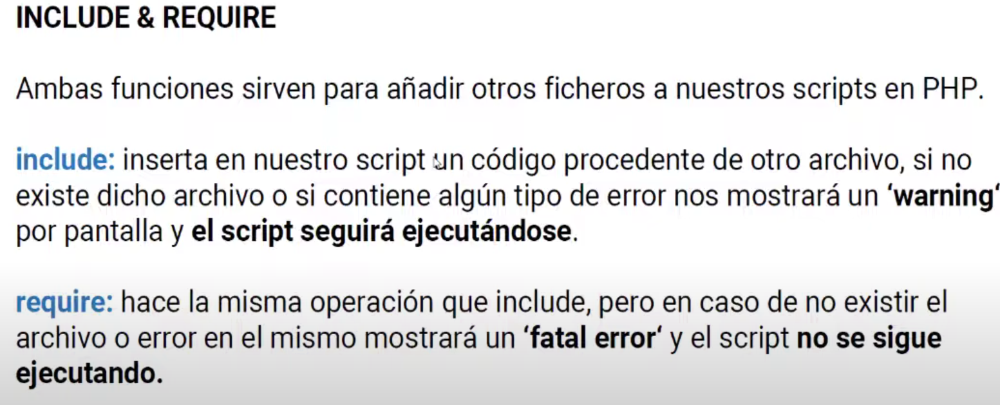 INCLUDE & REQUIRE
Ambas funciones sirven para añadir otros ficheros a nuestros scripts en PHP.
include: inserta en nuestro script un código procedente de otro archivo, si no
existe dicho archivo o si contiene algún tipo de error nos mostrará un ‘warning‘
por pantalla y el script seguirá ejecutándose.
require: hace la misma operación que include, pero en caso de no existir el
archivo o error en el mismo mostrará un ‘fatal error‘ y el script no se sigue
ejecutando.